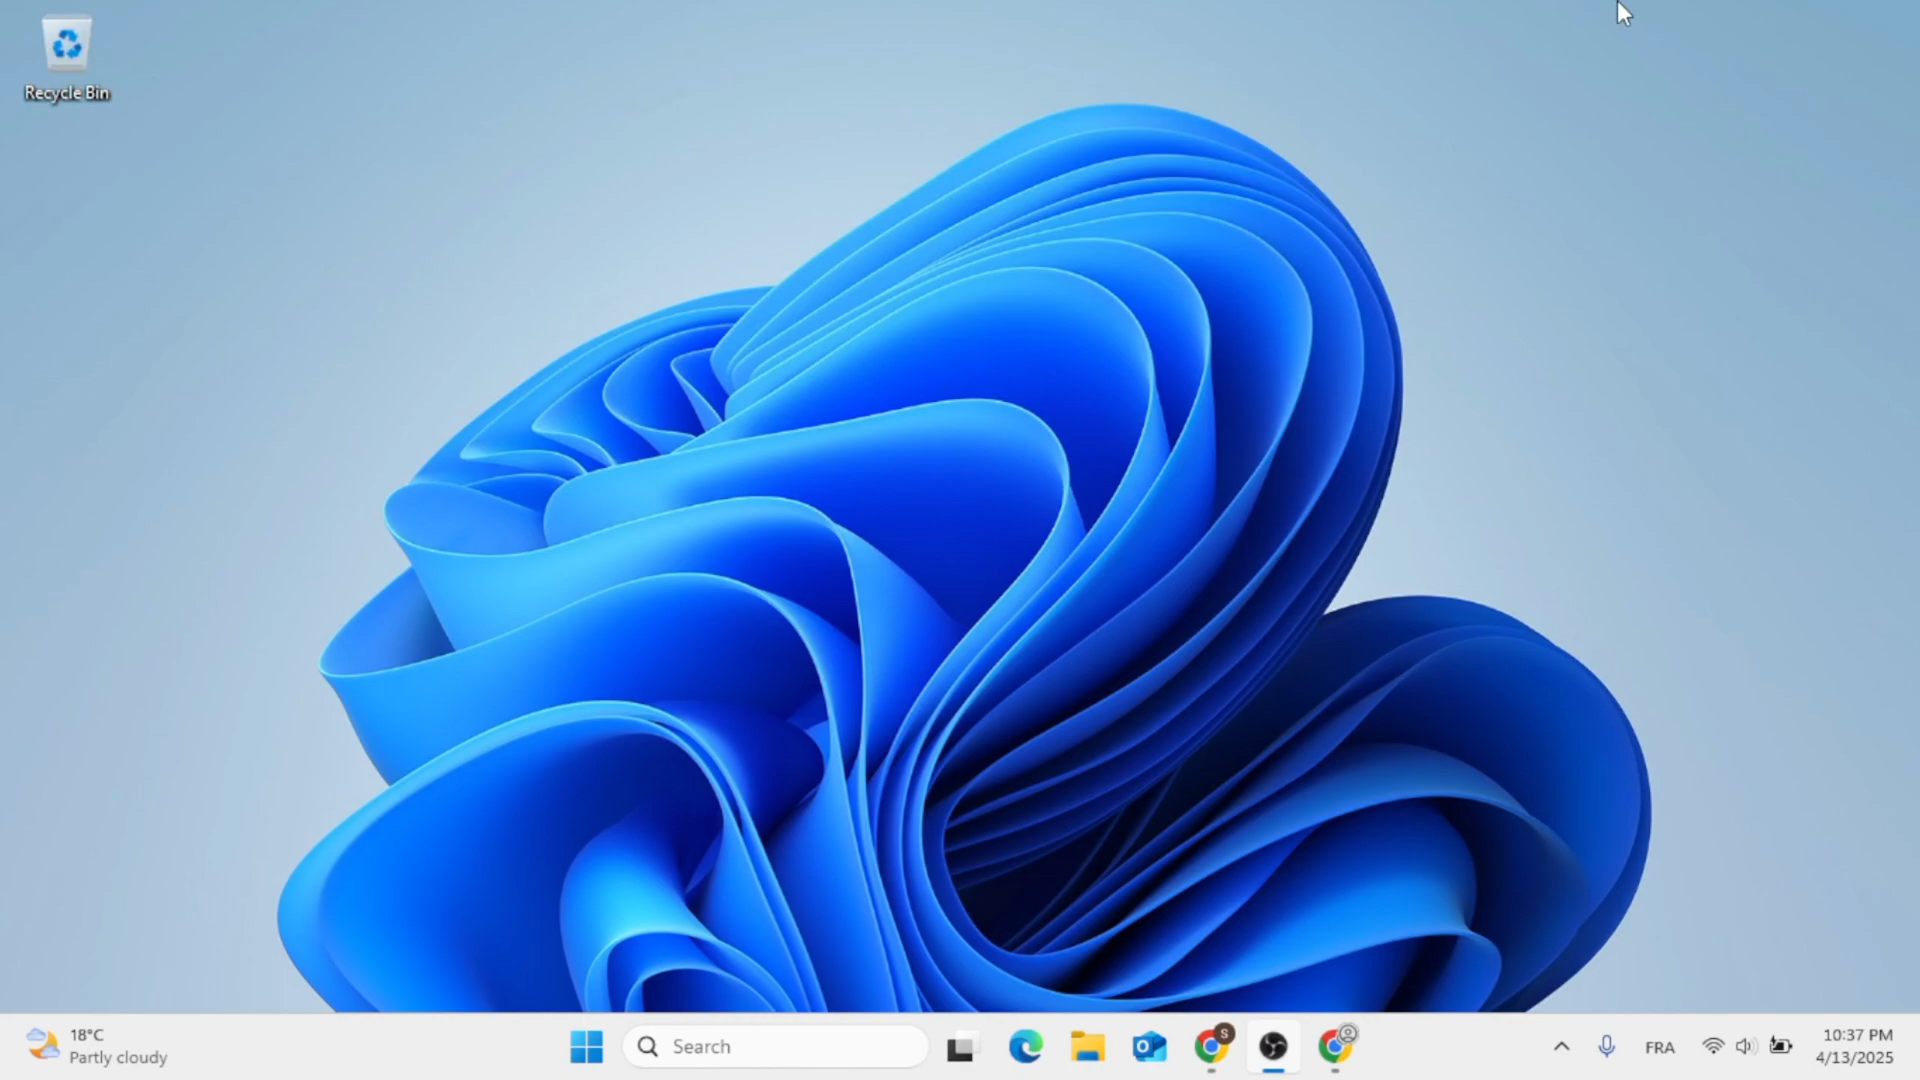 Recycle Bin
18°C
Partly cloudy
Search
S
FRA
10:37 PM
4/13/2025